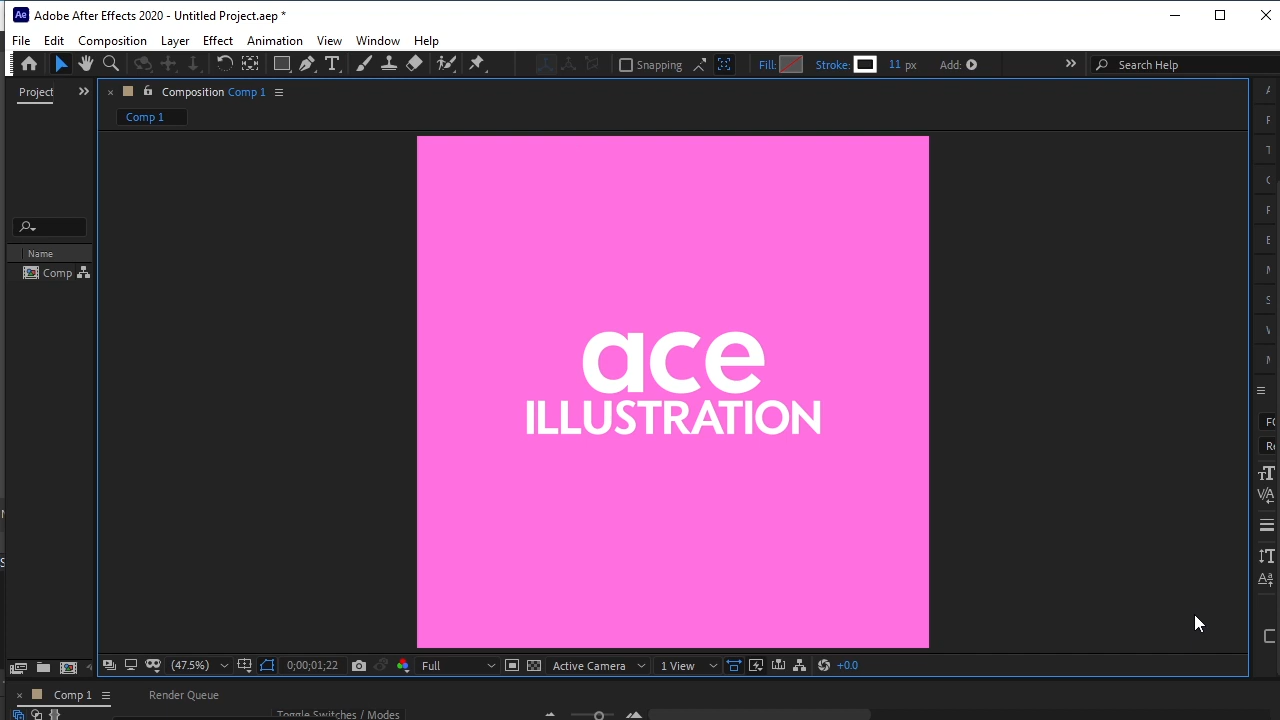 Adobe After Effects 2020 - Untitled Project.aep *
File Edit Composition Layer Effect Animation View Window Help
Snapping Fill: Stroke: 11 px Add: Search Help
Project
Composition Comp 1
Comp 1
Name
Comp
ace
ILLUSTRATION
(47.5%) 0;00;01;22 Full Active Camera 1 View +0.0
Comp 1 Render Queue
Toggle Switches / Modes